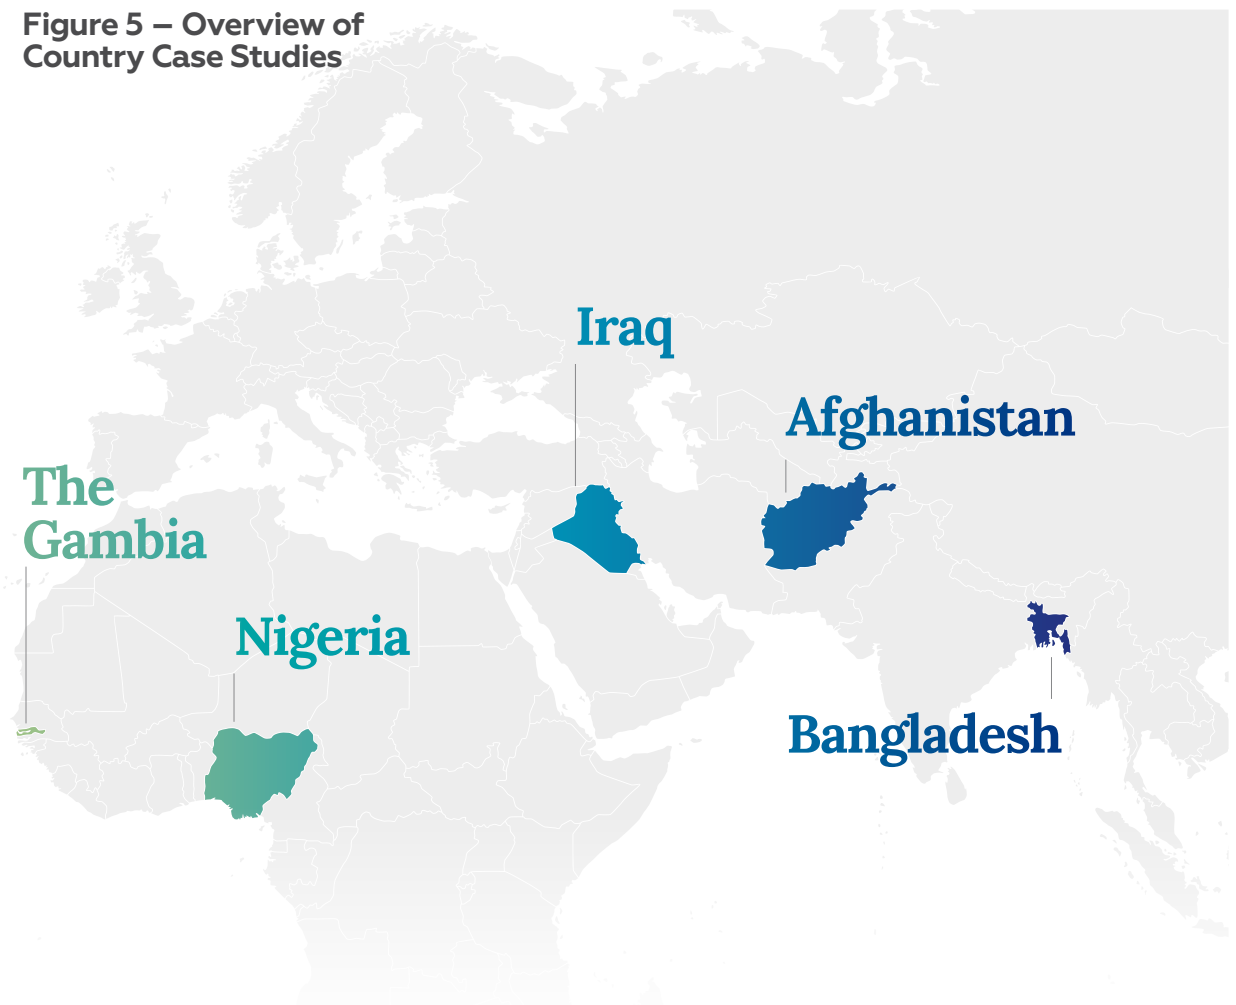 Figure 5 – Overview of
Country Case Studies
Iraq
Afghanistan
The
Gambia
Nigeria
Bangladesh